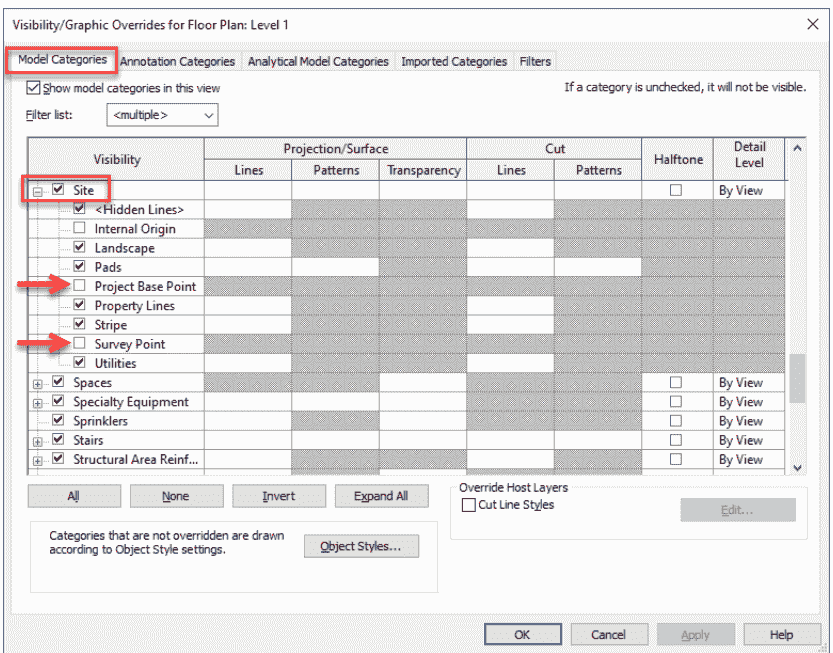 Visibility/Graphic Overrides for Floor Plan: Level 1
Model Categories Annotation Categories Analytical Model Categories Imported Categories Filters
Show model categories in this view
If a category is unchecked, it will not be visible.
Filter list: <multiple>
Visibility Projection/Surface Cut Halftone Detail Level
Lines Patterns Transparency Lines Patterns
Site By View
<Hidden Lines>
Internal Origin
Landscape
Pads
Project Base Point
Property Lines
Stripe
Survey Point
Utilities
Spaces By View
Specialty Equipment By View
Sprinklers By View
Stairs By View
Structural Area Reinf... By View
All None Invert Expand All
Override Host Layers
Cut Line Styles
Edit...
Categories that are not overridden are drawn
according to Object Style settings.
Object Styles...
OK Cancel Apply Help